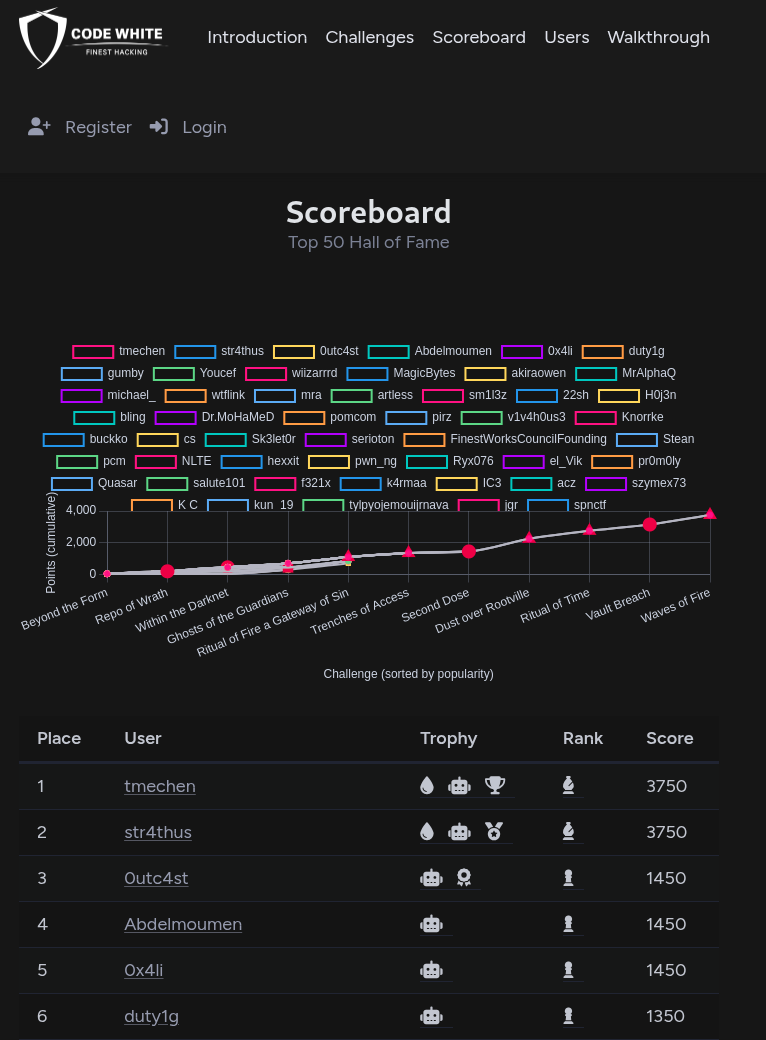 CODE WHITE
FINEST HACKING
Introduction Challenges Scoreboard Users Walkthrough
Register Login
Scoreboard
Top 50 Hall of Fame
tmechen str4thus 0utc4st Abdelmoumen 0x4li duty1g
gumby Youcef wiizarrrd MagicBytes akiraowen MrAlphaQ
michael_ wtflink mra artless sm1l3z 22sh H0j3n
bling Dr.MoHaMeD pomcom pirz v1v4h0us3 Knorrke
buckko cs Sk3let0r serioton FinestWorksCouncilFounding Stean
pcm NLTE hexxit pwn_ng Ryx076 el_Vik pr0m0ly
Quasar salute101 f321x k4rmaa IC3 acz szymex73
K C kun_19 tylpyojemouijrnava jgr spnctf
Points (cumulative)
4,000
2,000
0
Beyond the Form
Repo of Wrath
Within the Darknet
Ghosts of the Guardians
Ritual of Fire a Gateway of Sin
Trenches of Access
Second Dose
Dust over Rootville
Ritual of Time
Vault Breach
Waves of Fire
Challenge (sorted by popularity)
Place User Trophy Rank Score
1 tmechen 3750
2 str4thus 3750
3 0utc4st 1450
4 Abdelmoumen 1450
5 0x4li 1450
6 duty1g 1350